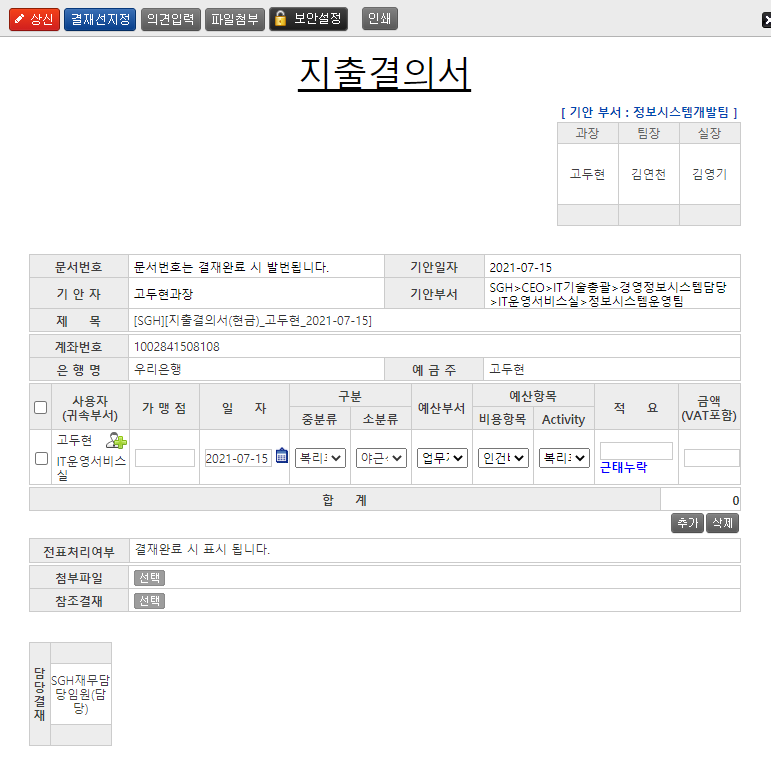 상신 결재선지정 의견입력 파일첨부 보안설정 인쇄
지출결의서
[ 기안 부서 : 정보시스템개발팀 ]
과장 팀장 실장
고두현 김연천 김영기
문서번호 문서번호는 결재완료 시 발번됩니다. 기안일자 2021-07-15
기 안 자 고두현과장 기안부서 SGH>CEO>IT기술총괄>경영정보시스템담당
>IT운영서비스실>정보시스템운영팀
제 목 [SGH][지출결의서(현금)_고두현_2021-07-15]
계좌번호 1002841508108
은 행 명 우리은행 예 금 주 고두현
사용자
(귀속부서)
가 맹 점
일 자
구분
중분류 소분류
예산부서
예산항목
비용항목 Activity
적 요
금액
(VAT포함)
고두현
IT운영서비스
실
2021-07-15
복리 야근 업무 인건 복리
근태누락
합 계 0
추가 삭제
전표처리여부 결재완료 시 표시 됩니다.
첨부파일 선택
참조결재 선택
담당결재
SGH재무담
당임원(담
당)